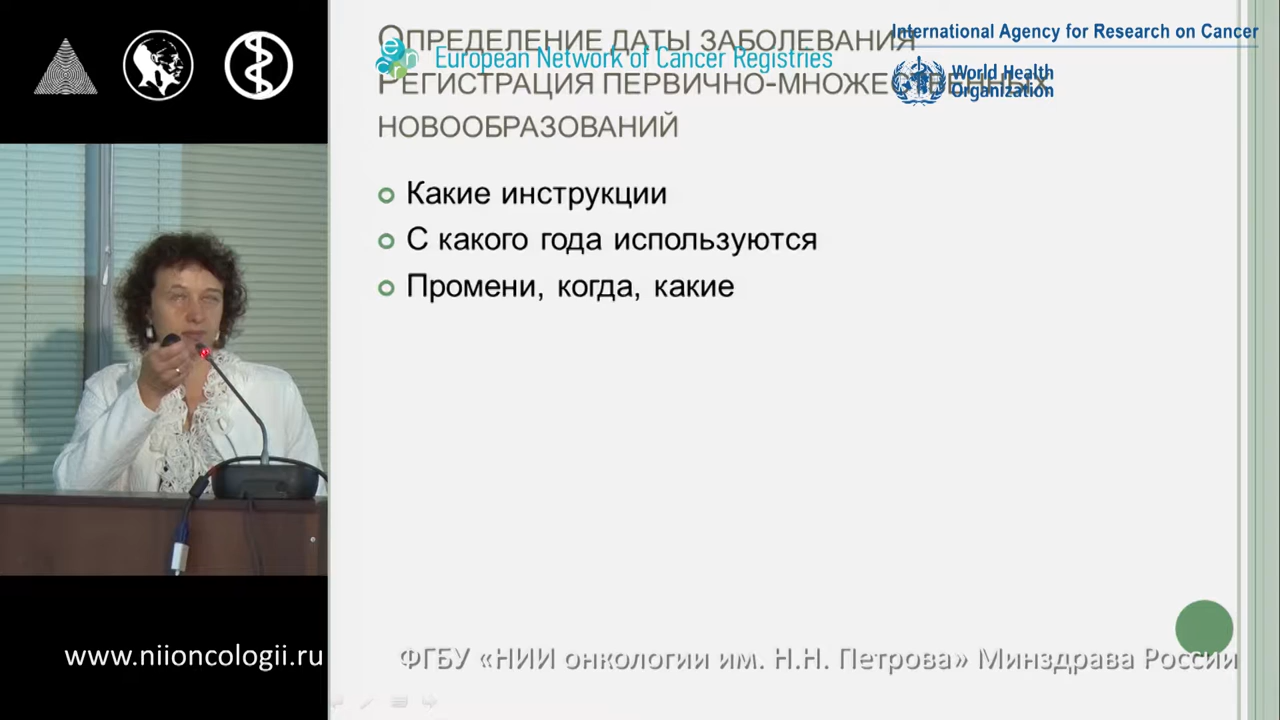 Определение даты заболевания
International Agency for Research on Cancer
European Network of Cancer Registries
Регистрация первично-множественных
World Health
Organization
новообразований
Какие инструкции
С какого года используются
Промени, когда, какие
www.niioncologii.ru
ФГБУ «НИИ онкологии им. Н.Н. Петрова» Минздрава России